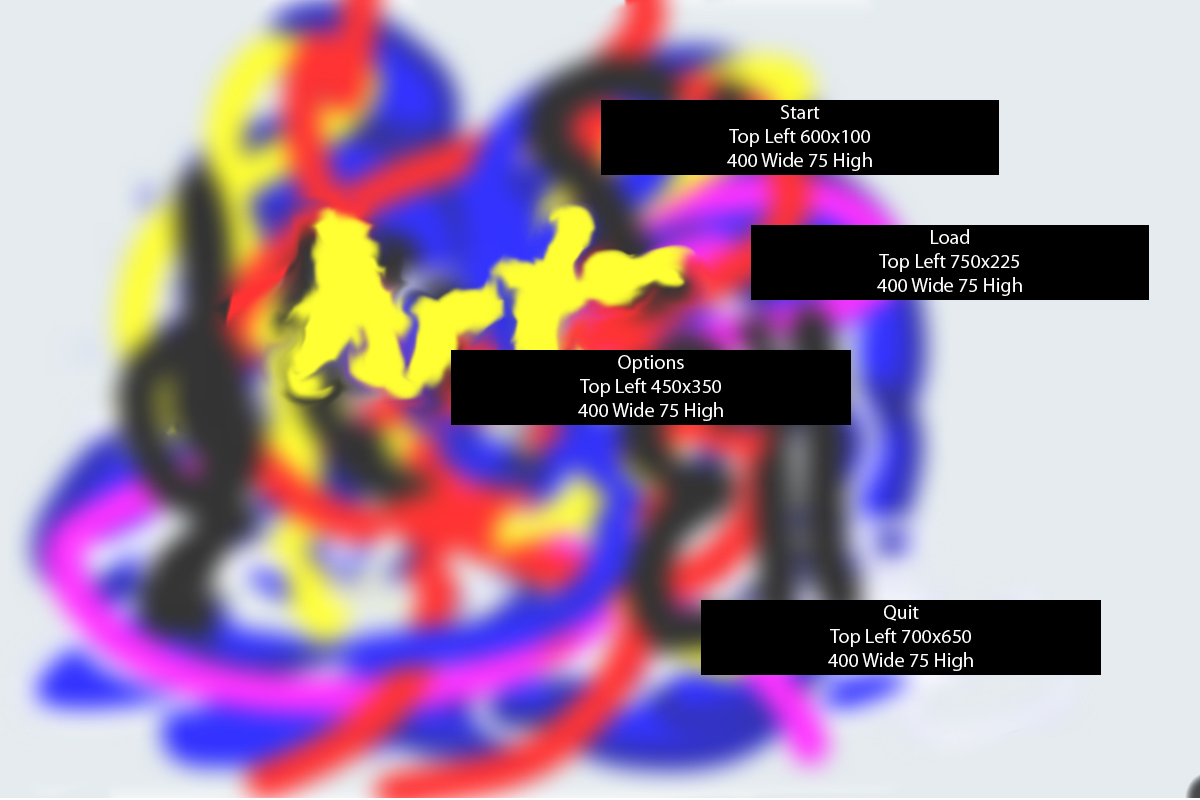 Start
Top Left 600x100
400 Wide 75 High
Load
Top Left 750x225
400 Wide 75 High
Art
Options
Top Left 450x350
400 Wide 75 High
Quit
Top Left 700x650
400 Wide 75 High